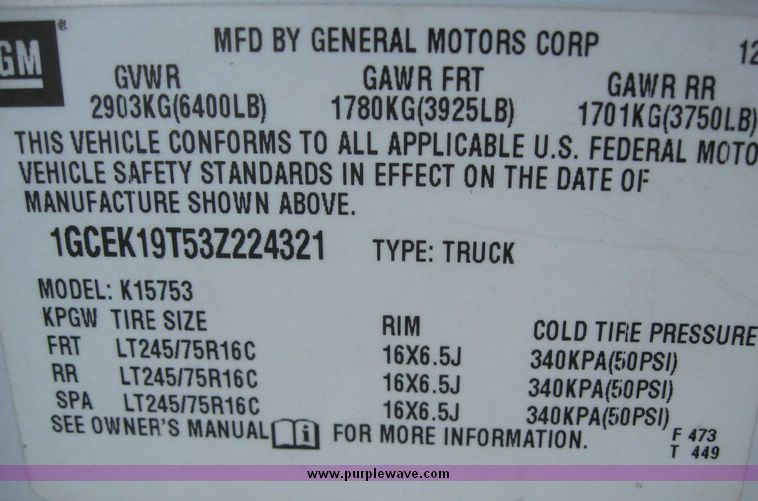 GM®
MFD BY GENERAL MOTORS CORP 12
GVWR GAWR FRT GAWR RR
2903KG(6400LB) 1780KG(3925LB) 1701KG(3750LB)
THIS VEHICLE CONFORMS TO ALL APPLICABLE U.S. FEDERAL MOTO
VEHICLE SAFETY STANDARDS IN EFFECT ON THE DATE OF
MANUFACTURE SHOWN ABOVE.
1GCEK19T53Z224321 TYPE: TRUCK
MODEL: K15753
KPGW TIRE SIZE RIM COLD TIRE PRESSURE
FRT LT245/75R16C 16X6.5J 340KPA(50PSI)
RR LT245/75R16C 16X6.5J 340KPA(50PSI)
SPA LT245/75R16C 16X6.5J 340KPA(50PSI)
SEE OWNER'S MANUAL i FOR MORE INFORMATION.
F 473
T 449
www.purplewave.com